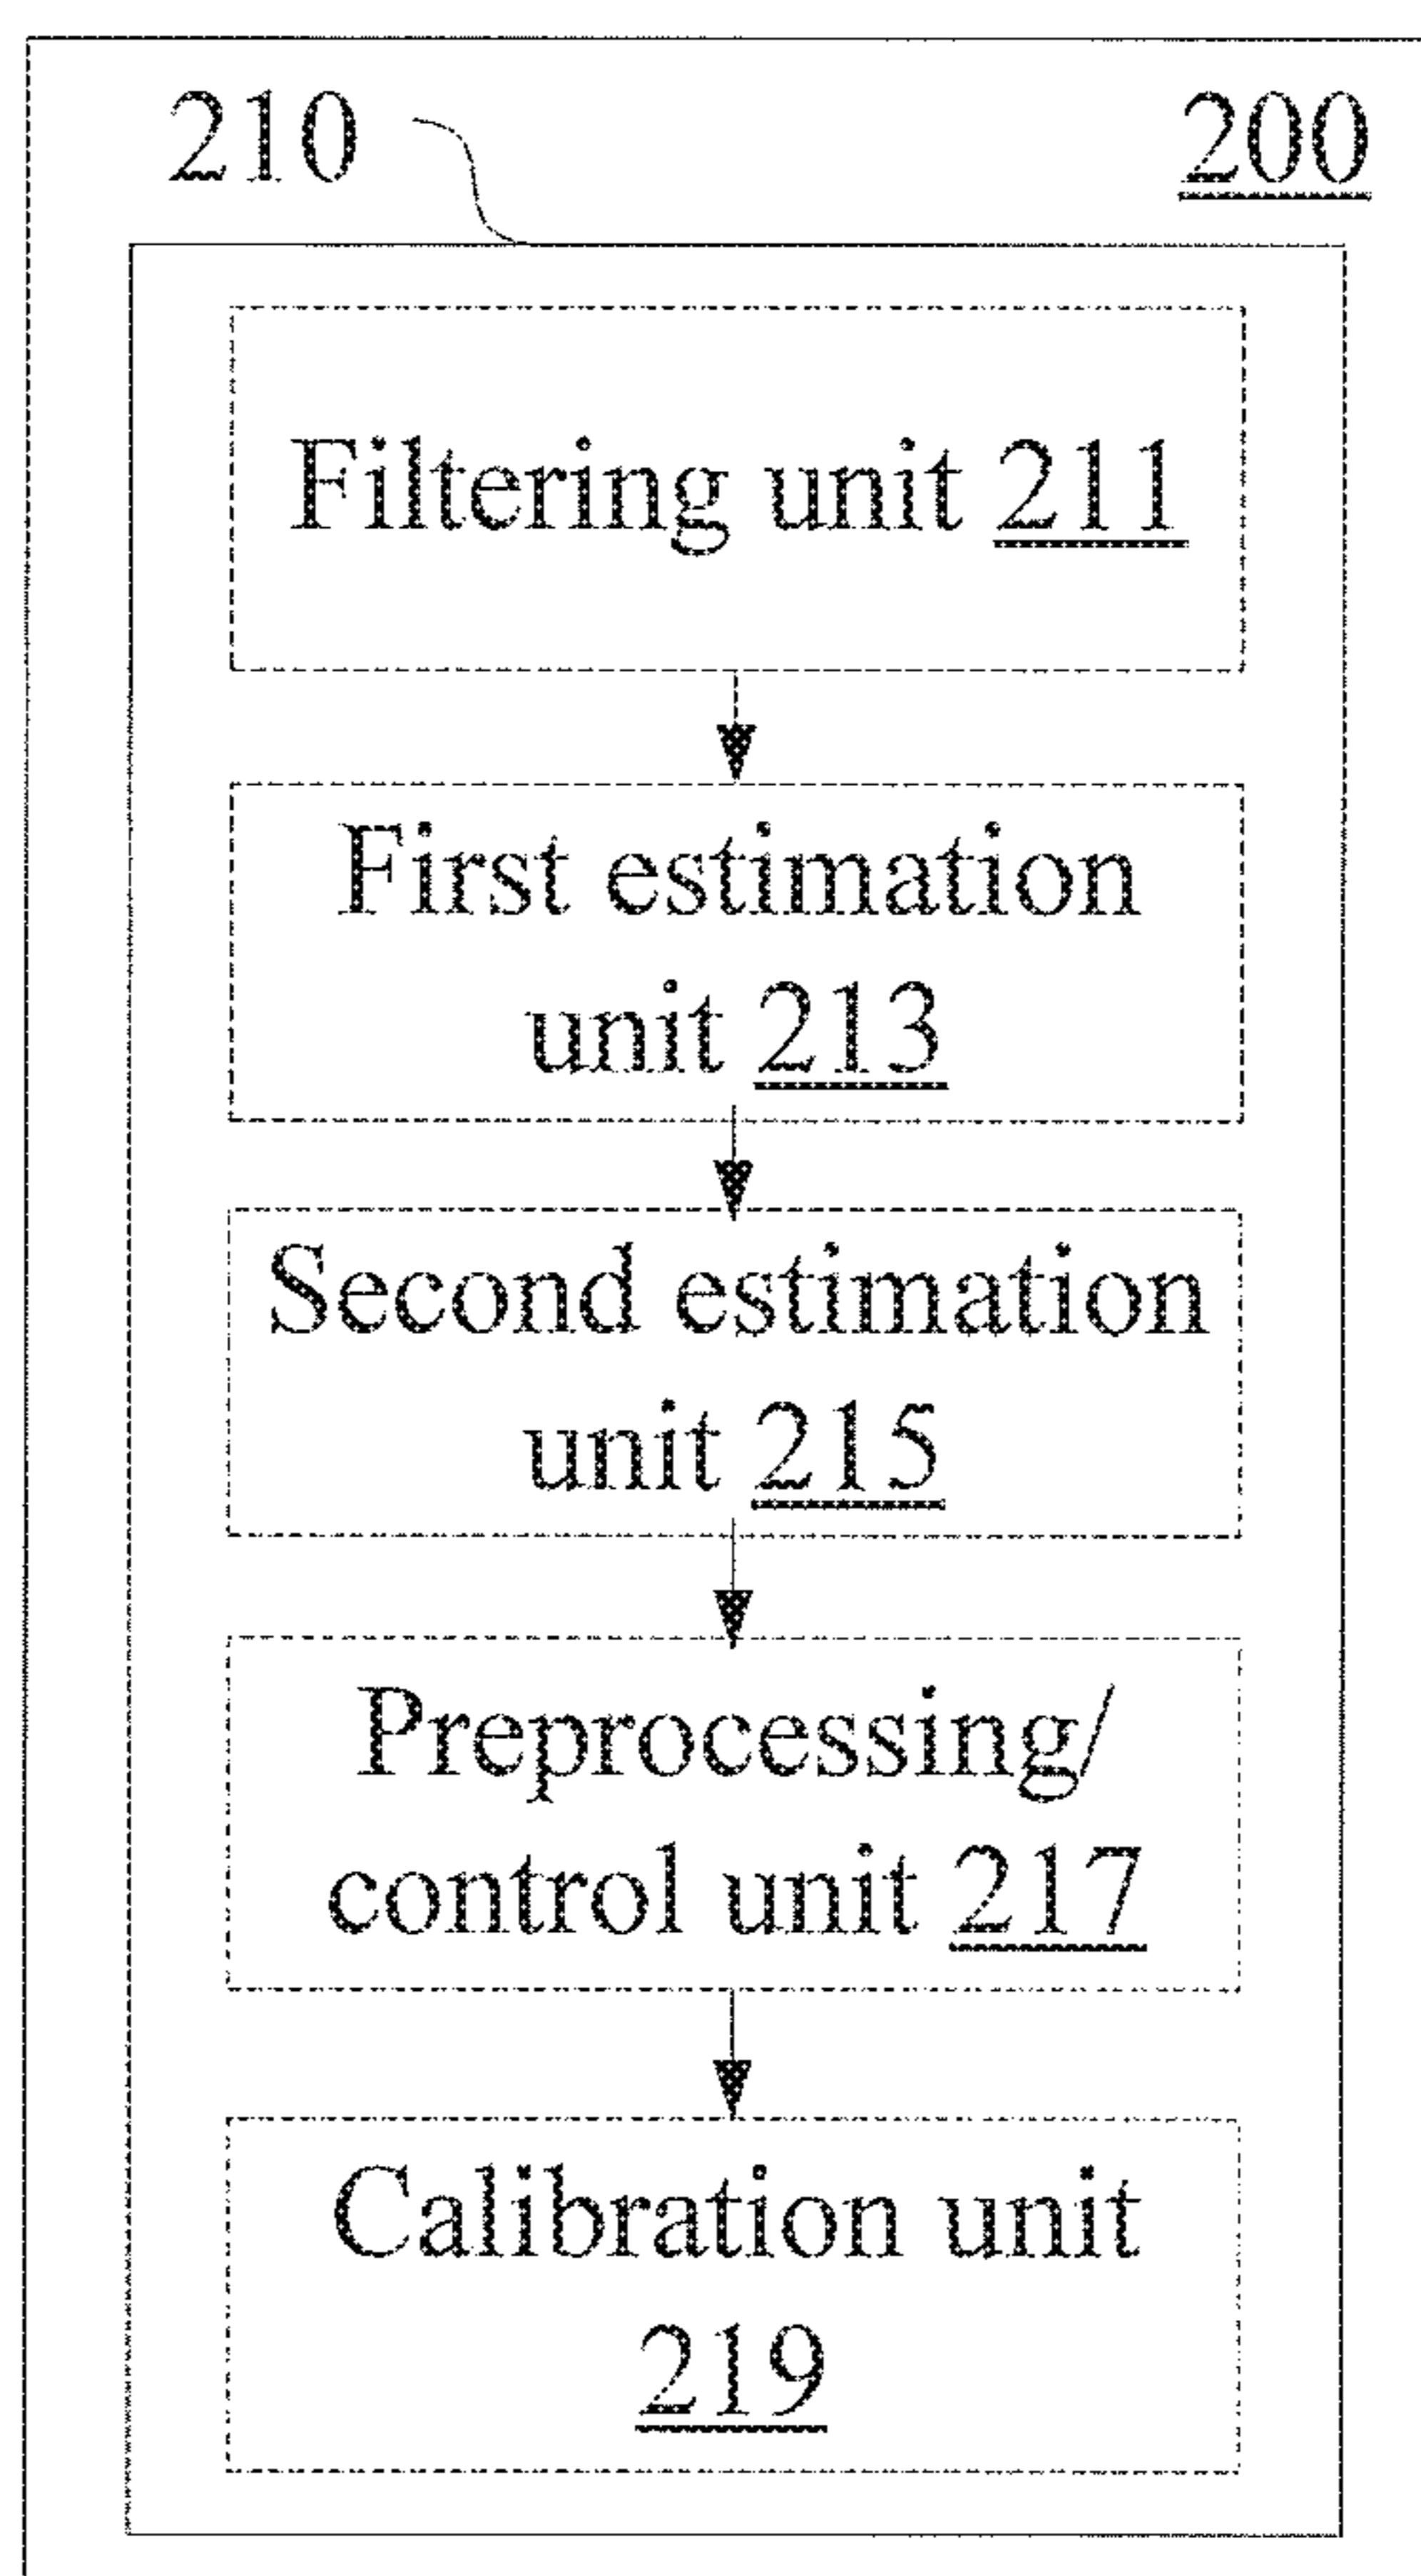 210
200
Filtering unit 211
First estimation
unit 213
Second estimation
unit 215
Preprocessing/
control unit 217
Calibration unit
219